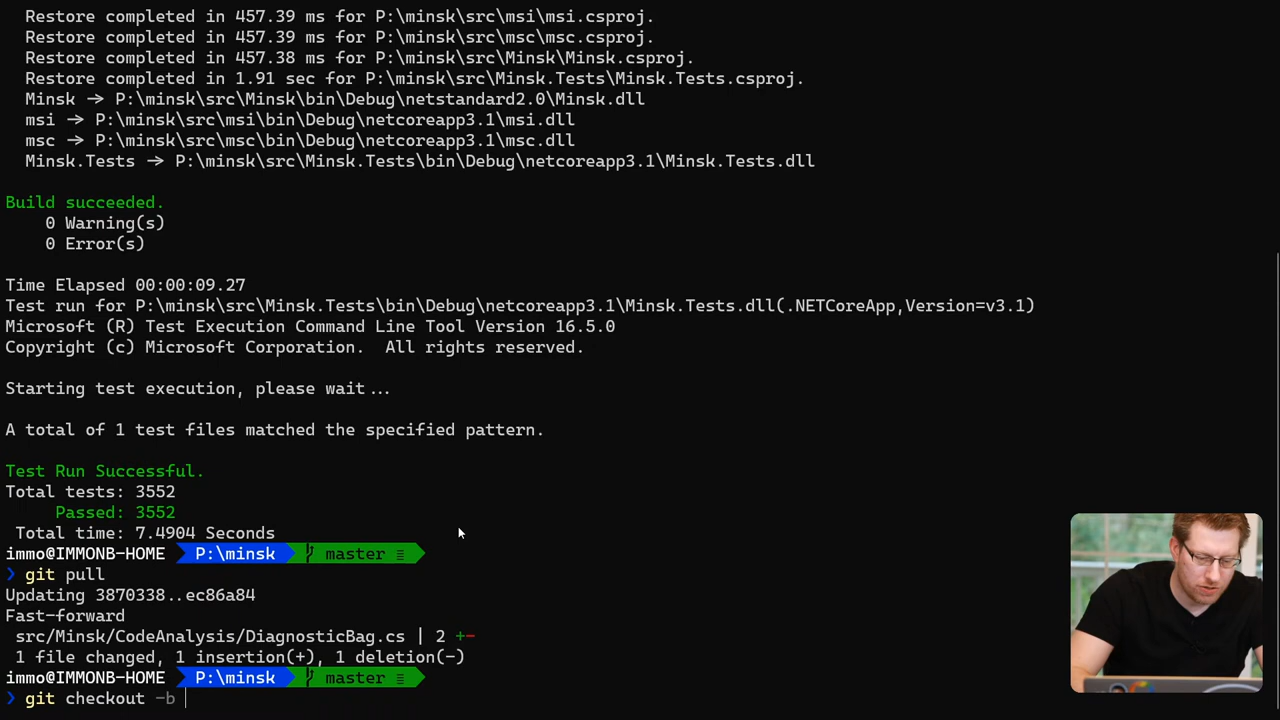 Restore completed in 457.39 ms for P:\minsk\src\msi\msi.csproj.
Restore completed in 457.39 ms for P:\minsk\src\msc\msc.csproj.
Restore completed in 457.38 ms for P:\minsk\src\Minsk\Minsk.csproj.
Restore completed in 1.91 sec for P:\minsk\src\Minsk.Tests\Minsk.Tests.csproj.
Minsk -> P:\minsk\src\Minsk\bin\Debug\netstandard2.0\Minsk.dll
msi -> P:\minsk\src\msi\bin\Debug\netcoreapp3.1\msi.dll
msc -> P:\minsk\src\msc\bin\Debug\netcoreapp3.1\msc.dll
Minsk.Tests -> P:\minsk\src\Minsk.Tests\bin\Debug\netcoreapp3.1\Minsk.Tests.dll
Build succeeded.
0 Warning(s)
0 Error(s)
Time Elapsed 00:00:09.27
Test run for P:\minsk\src\Minsk.Tests\bin\Debug\netcoreapp3.1\Minsk.Tests.dll(.NETCoreApp,Version=v3.1)
Microsoft (R) Test Execution Command Line Tool Version 16.5.0
Copyright (c) Microsoft Corporation.  All rights reserved.
Starting test execution, please wait...
A total of 1 test files matched the specified pattern.
Test Run Successful.
Total tests: 3552
Passed: 3552
Total time: 7.4904 Seconds
immo@IMMONB-HOME P:\minsk master ≡
❯ git pull
Updating 3870338..ec86a84
Fast-forward
src/Minsk/CodeAnalysis/DiagnosticBag.cs | 2 +-
1 file changed, 1 insertion(+), 1 deletion(-)
immo@IMMONB-HOME P:\minsk master ≡
❯ git checkout -b